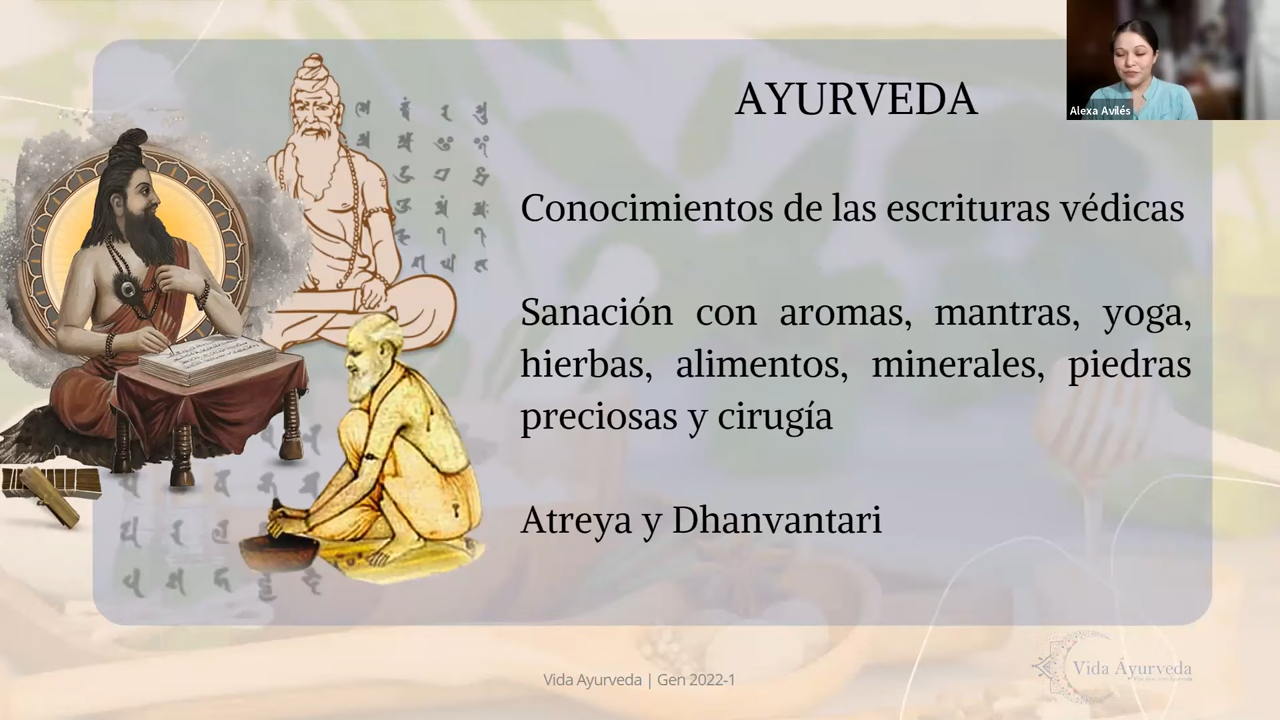 AYURVEDA
Alexa Avilés
Conocimientos de las escrituras védicas
Sanación con aromas, mantras, yoga,
hierbas, alimentos, minerales, piedras
preciosas y cirugía
Atreya y Dhanvantari
Vida Ayurveda | Gen 2022-1
Vida Áyurveda